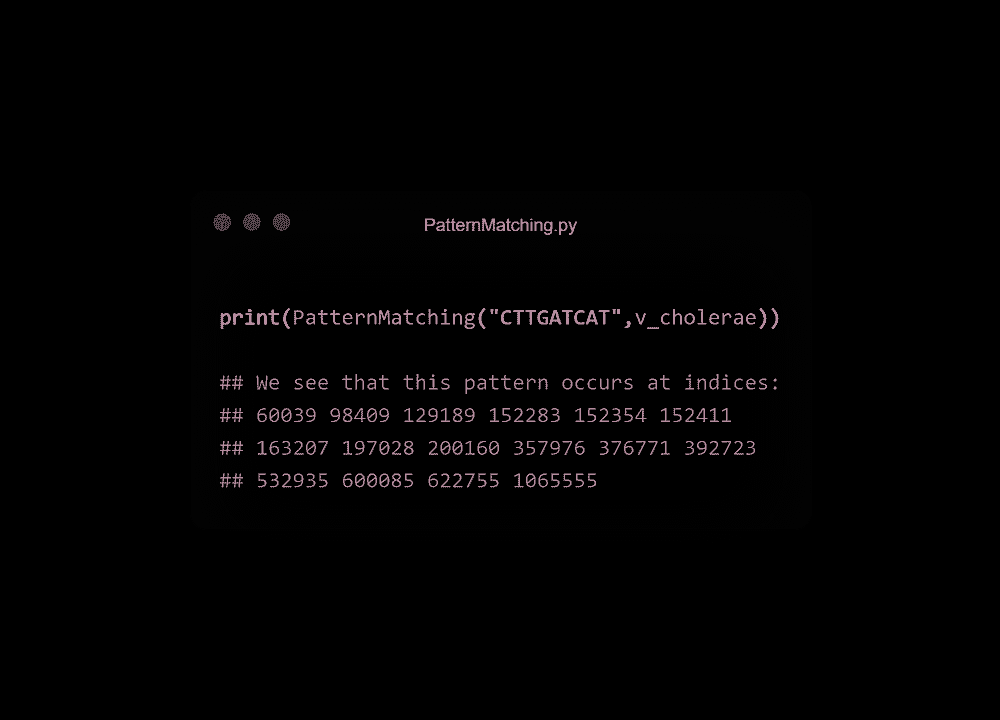 PatternMatching.py
print(PatternMatching("CTTGATCAT",v_cholerae))
## We see that this pattern occurs at indices:
## 60039 98409 129189 152283 152354 152411
## 163207 197028 200160 357976 376771 392723
## 532935 600085 622755 1065555